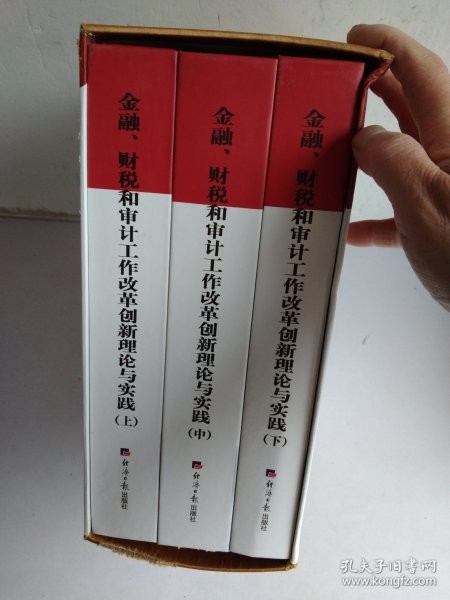 金融、财税和审计工作改革创新理论与实践(上)
经济日报出版社
金融、财税和审计工作改革创新理论与实践(中)
经济日报出版社
金融、财税和审计工作改革创新理论与实践(下)
经济日报出版社
孔夫子旧书网
www.kongfz.com